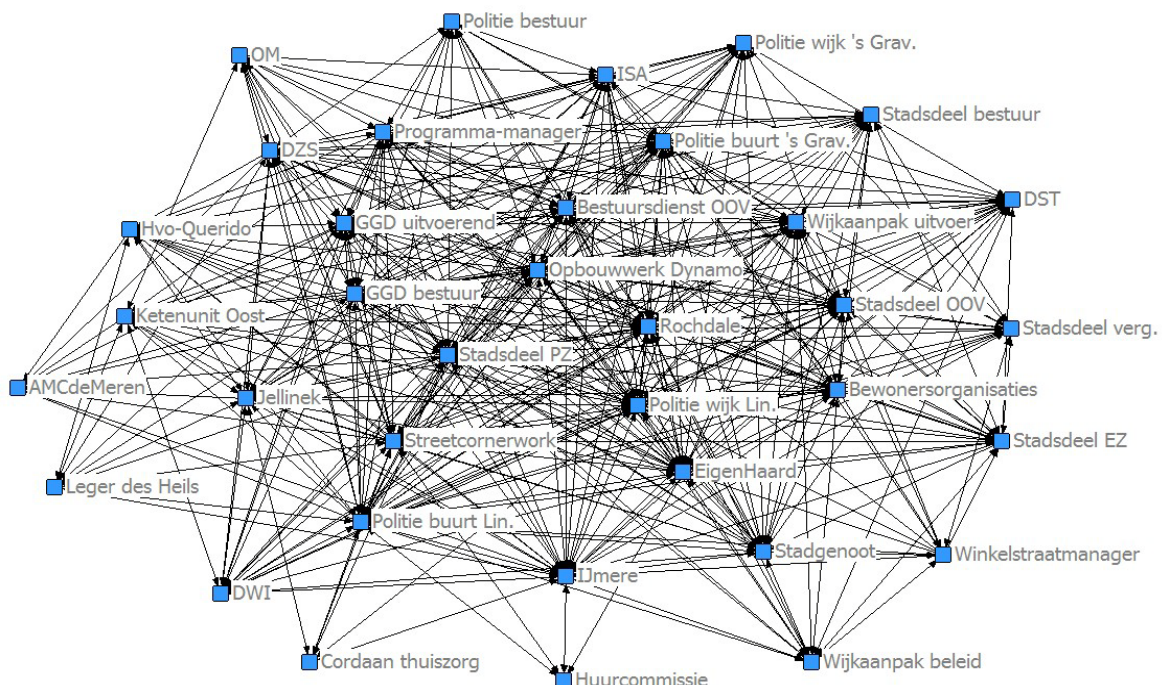 Politie bestuur
Politie wijk 's Grav.
OM
ISA
Stadsdeel bestuur
Programma-manager
Politie buurt 's Grav.
DZS
DST
Bestuursdienst OOV
Hvo-Querido
GGD uitvoerend
Wijkaanpak uitvoer
Opbouwwerk Dynamo
GGD bestuur
Stadsdeel OOV
Ketenunit Oost
Rochdale
Stadsdeel verg.
Stadsdeel PZ
AMCdeMeren
Jellinek
Politie wijk Lin.
Bewonersorganisaties
Streetcornerwork
Stadsdeel EZ
EigenHaard
Leger des Heils
Politie buurt Lin.
Stadgenoot
Winkelstraatmanager
IJmere
DWI
Cordaan thuiszorg
Wijkaanpak beleid
Huurcommissie